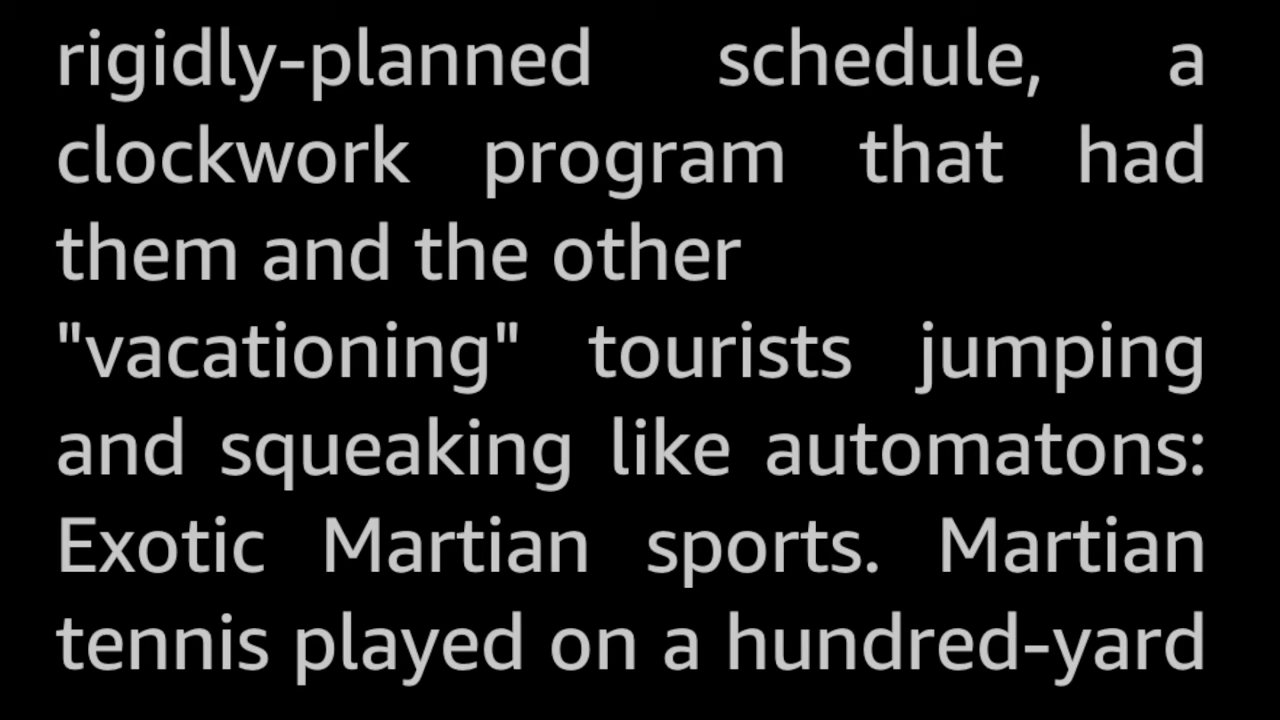 rigidly-planned schedule, a
clockwork program that had
them and the other
"vacationing" tourists jumping
and squeaking like automatons:
Exotic Martian sports. Martian
tennis played on a hundred-yard